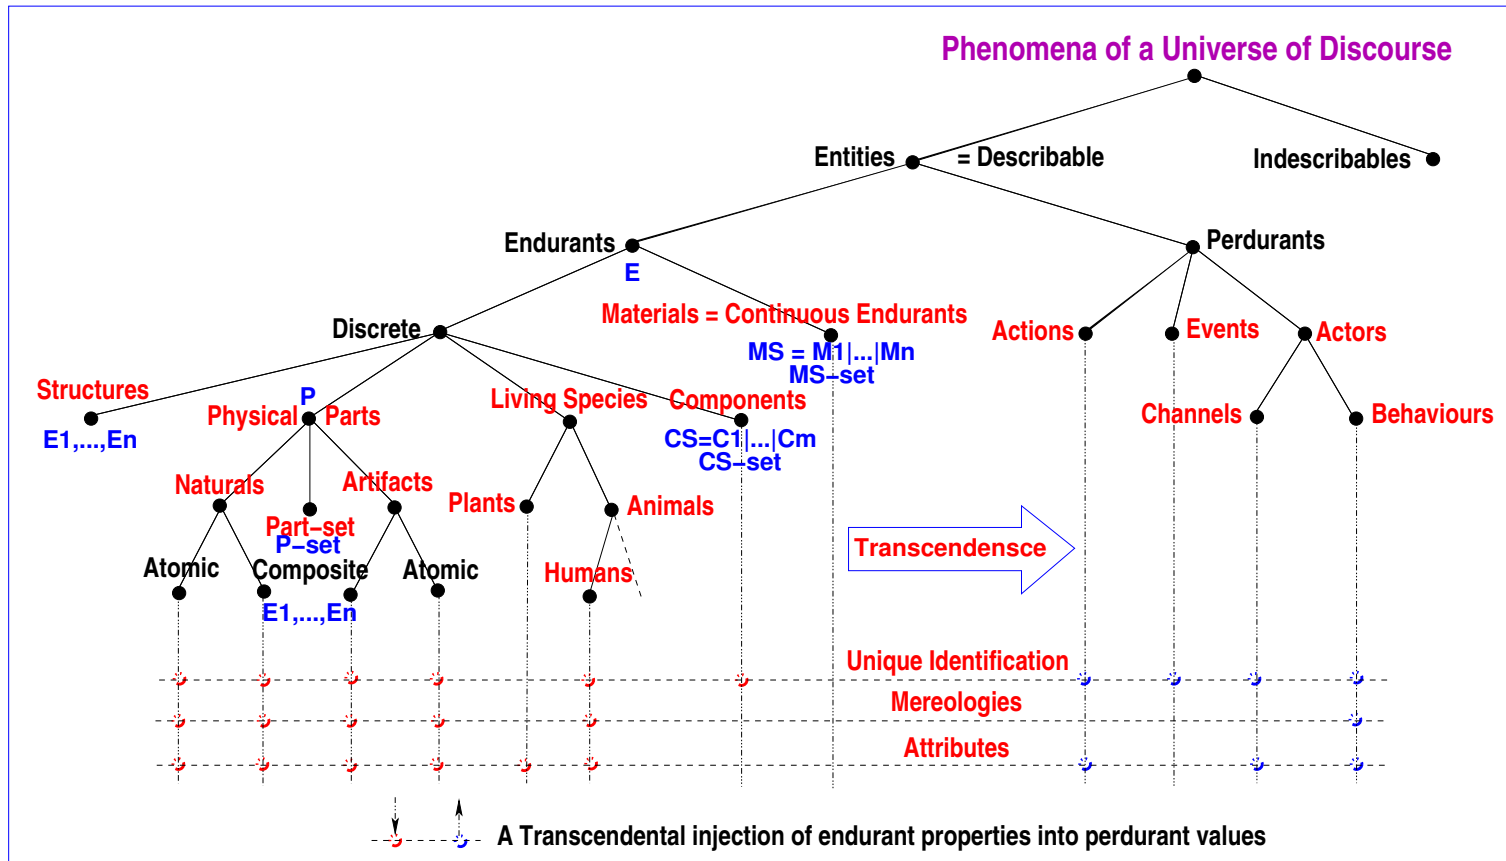 Phenomena of a Universe of Discourse
Entities = Describable
Indescribables
Endurants
E
Perdurants
Discrete
Materials = Continuous Endurants
MS = M1|...|Mn
MS–set
Actions
Events
Actors
Structures
E1,...,En
P
Physical Parts
Living Species
Components
CS=C1|...|Cm
CS–set
Channels
Behaviours
Naturals
Artifacts
Part–set
P–set
Plants
Animals
Atomic
Composite
Atomic
E1,...,En
Humans
Transcendensce
Unique Identification
Mereologies
Attributes
A Transcendental injection of endurant properties into perdurant values